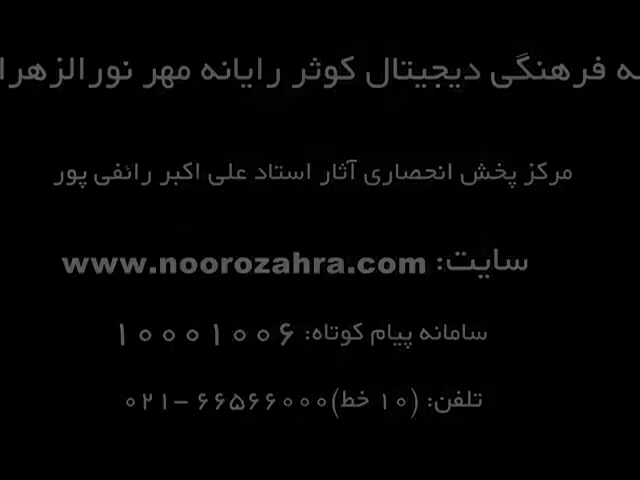 فرهنگی دیجیتال کوثر رایانه مهر نورالزهرا
مرکز پخش انحصاری آثار استاد علی اکبر رائفی پور
سایت: www.noorozahra.com
سامانه پیام کوتاه: ۱۰۰۰۱۰۰۶
تلفن: (۱۰ خط)۶۶۵۶۶۰۰۰-۰۲۱